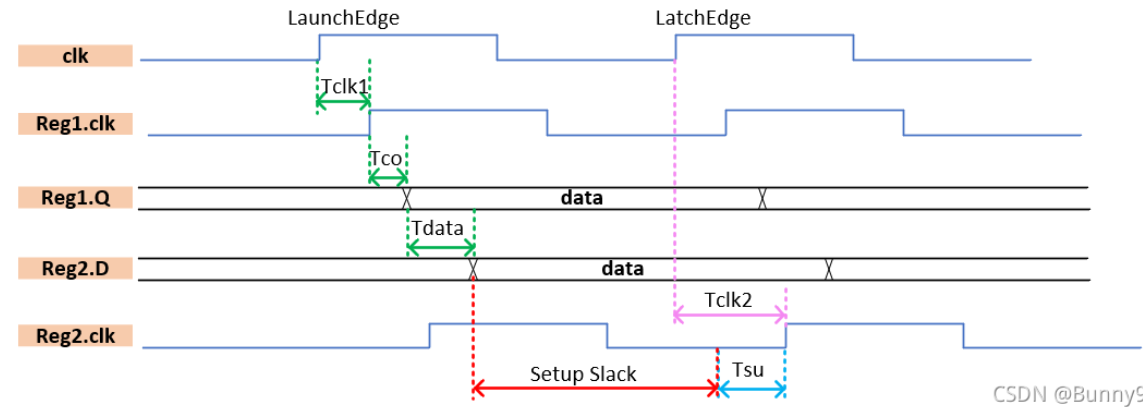 LaunchEdge LatchEdge
clk
Tclk1
Reg1.clk
Tco
Reg1.Q data
Tdata
Reg2.D data
Tclk2
Reg2.clk
Setup Slack Tsu
CSDN @Bunny9